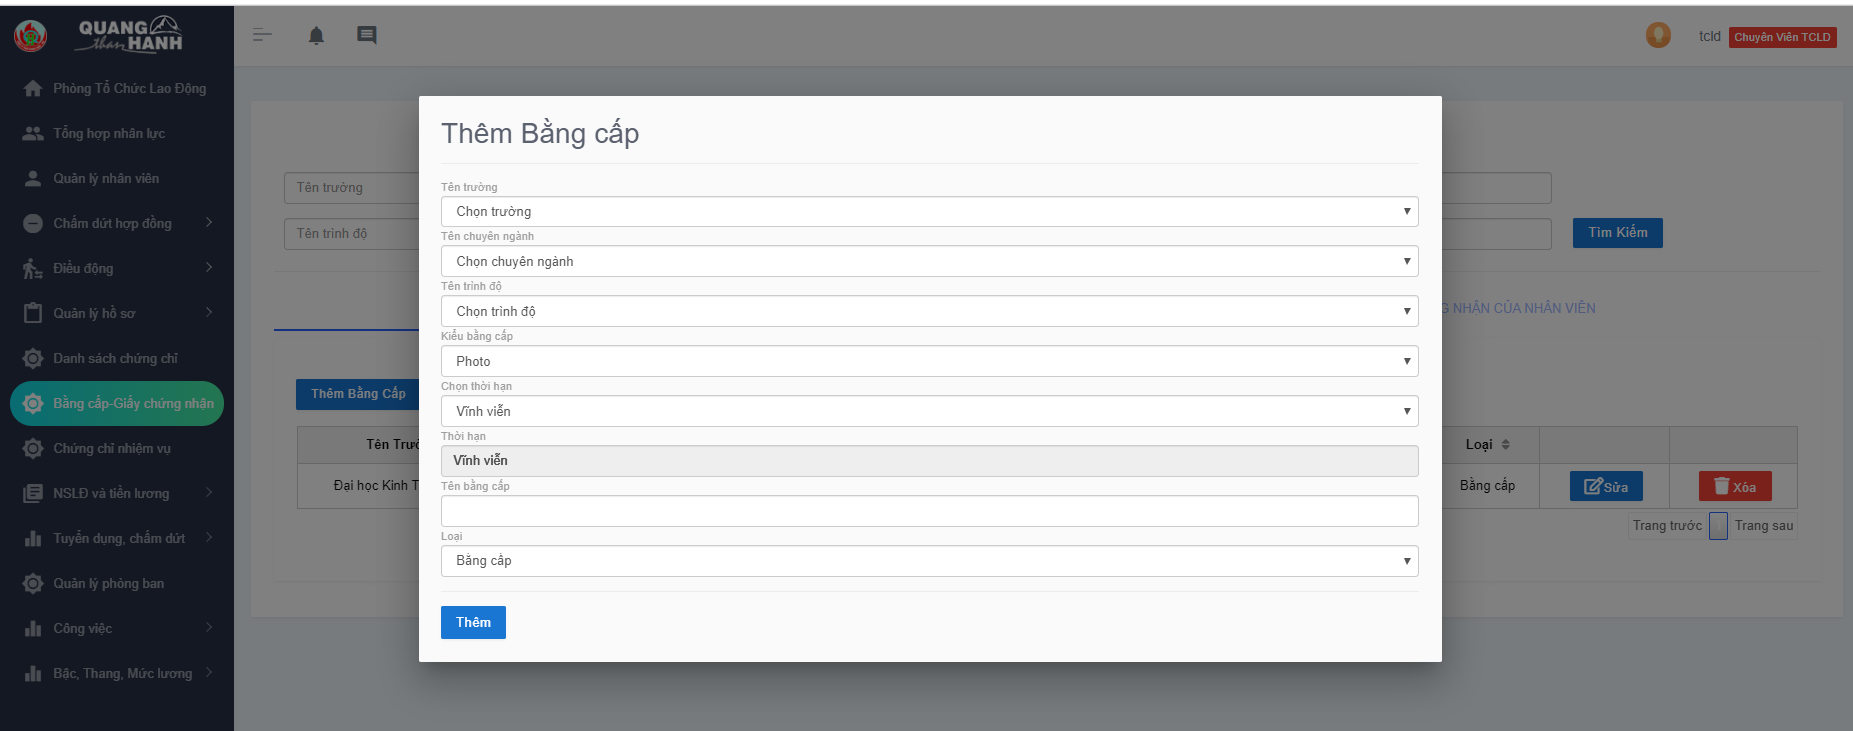 QUANG
than HANH
tcld
Chuyên Viên TCLD
Phòng Tổ Chức Lao Động
Tổng hợp nhân lực
Quản lý nhân viên
Chấm dứt hợp đồng
Điều động
Quản lý hồ sơ
Danh sách chứng chỉ
Bằng cấp-Giấy chứng nhận
Chứng chỉ nhiệm vụ
NSLĐ và tiền lương
Tuyển dụng, chấm dứt
Quản lý phòng ban
Công việc
Bậc, Thang, Mức lương
Tên trường
Tên trình độ
Tìm Kiếm
NHẬN CỦA NHÂN VIÊN
Thêm Bằng Cấp
Tên
Loại
Đại học Kinh
Bằng cấp
Sửa
Xóa
Trang trước
Trang sau
Thêm Bằng cấp
Tên trường
Chọn trường
Tên chuyên ngành
Chọn chuyên ngành
Tên trình độ
Chọn trình độ
Kiểu bằng cấp
Photo
Chọn thời hạn
Vĩnh viễn
Thời hạn
Vĩnh viễn
Tên bằng cấp
Loại
Bằng cấp
Thêm